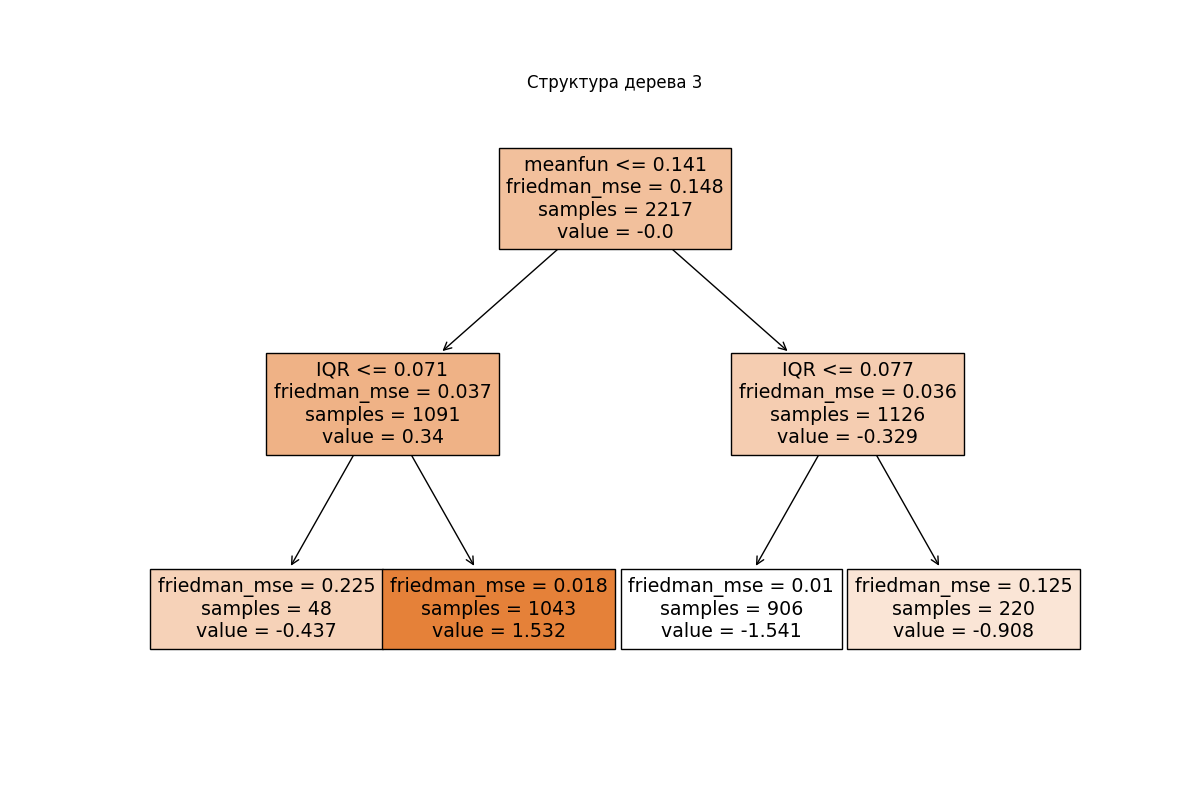 Структура дерева 3
meanfun <= 0.141
friedman_mse = 0.148
samples = 2217
value = -0.0
IQR <= 0.071
friedman_mse = 0.037
samples = 1091
value = 0.34
IQR <= 0.077
friedman_mse = 0.036
samples = 1126
value = -0.329
friedman_mse = 0.225
samples = 48
value = -0.437
friedman_mse = 0.018
samples = 1043
value = 1.532
friedman_mse = 0.01
samples = 906
value = -1.541
friedman_mse = 0.125
samples = 220
value = -0.908